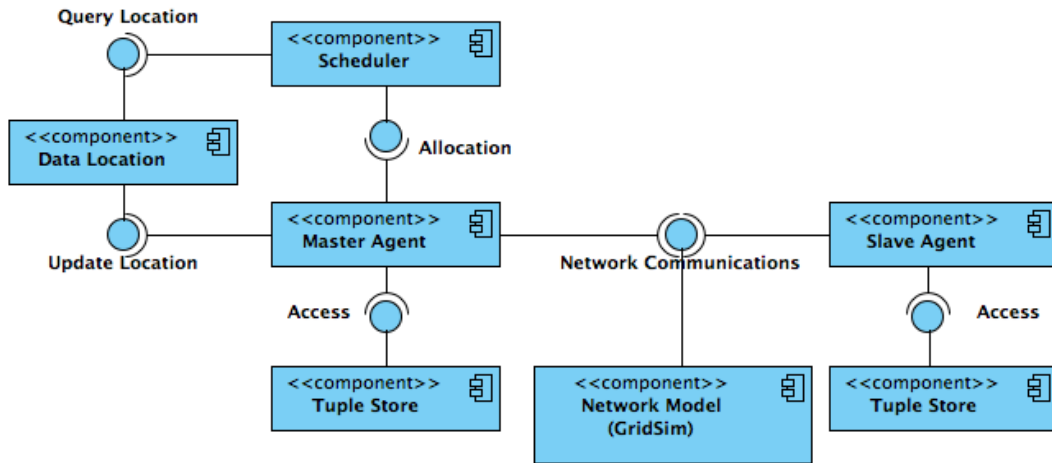 Query Location
<<component>>
Scheduler
<<component>>
Data Location
Allocation
<<component>>
Master Agent
<<component>>
Slave Agent
Update Location
Network Communications
Access
Access
<<component>>
Tuple Store
<<component>>
Network Model
(GridSim)
<<component>>
Tuple Store